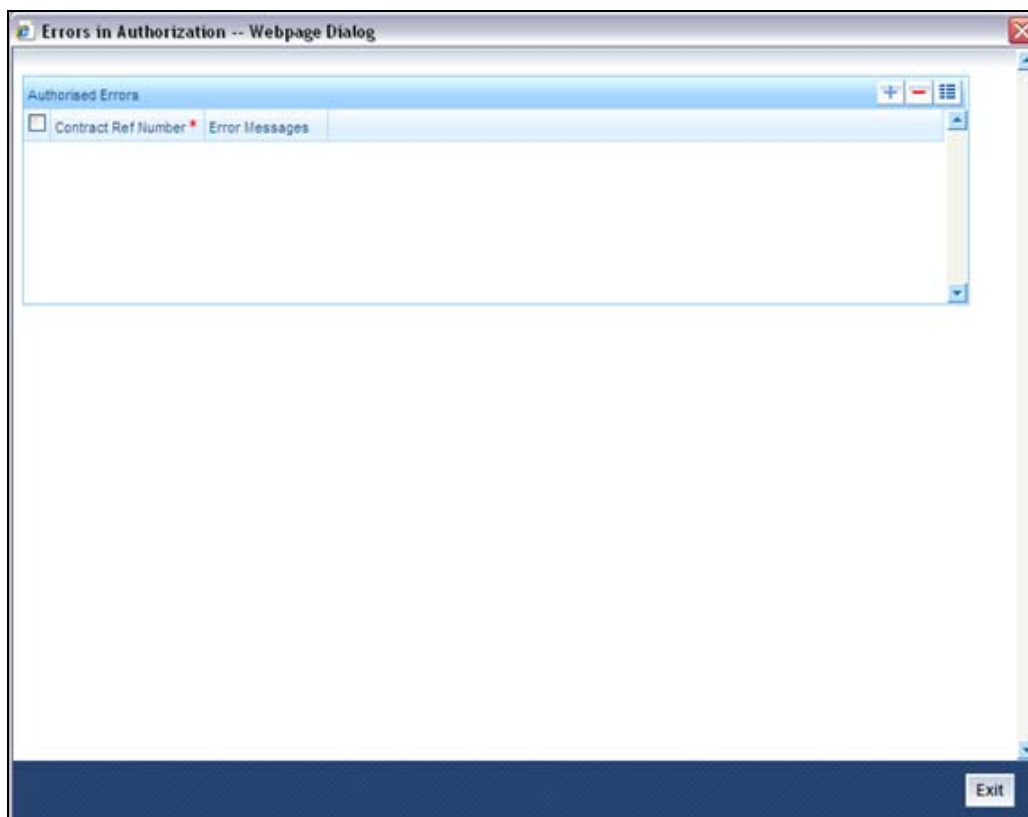 Errors in Authorization -- Webpage Dialog
Authorised Errors
Contract Ref Number * Error Messages
Exit